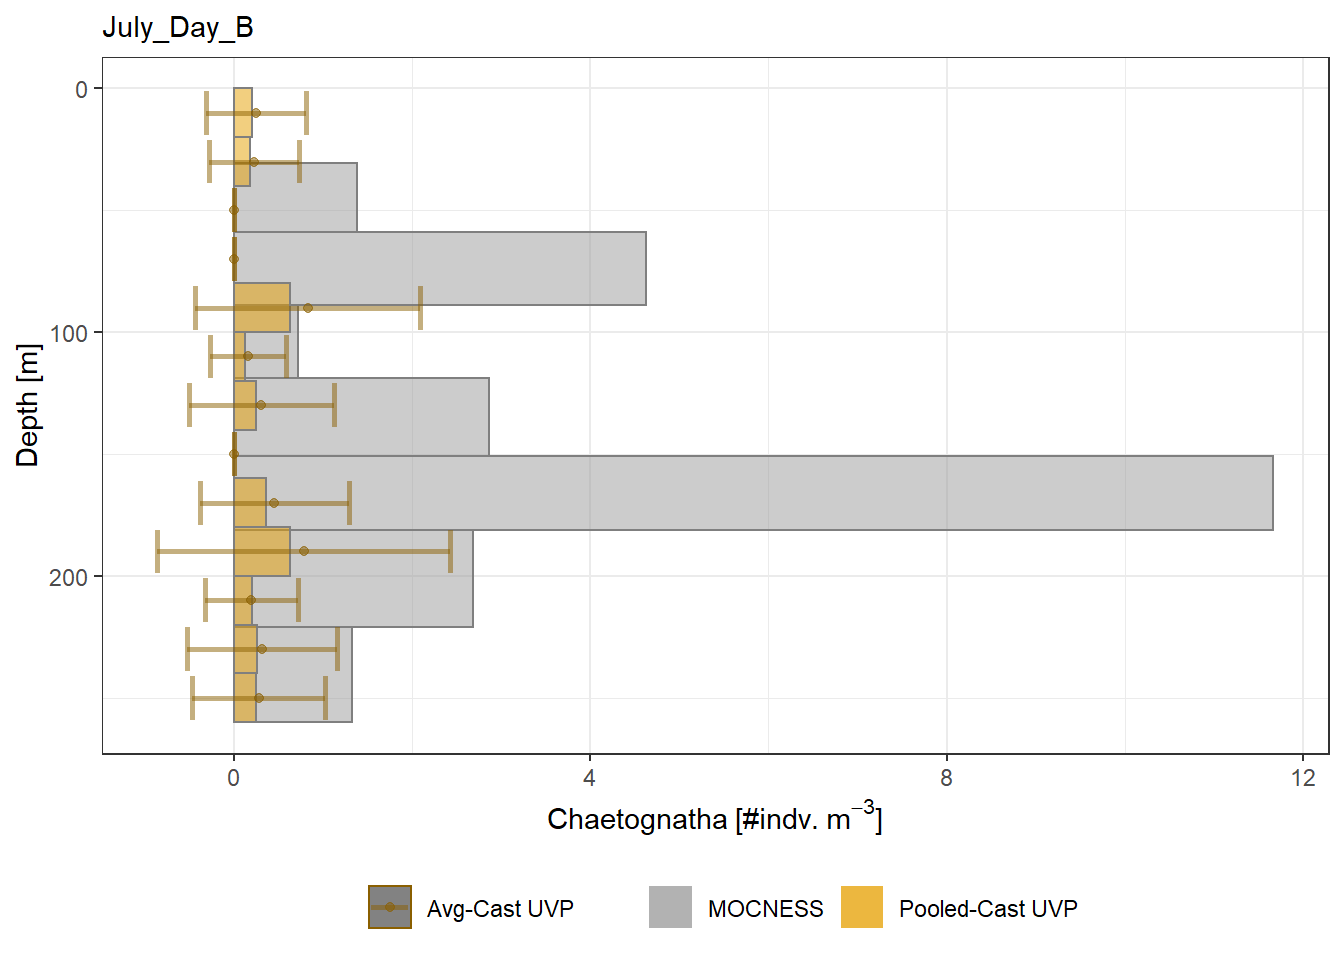 July_Day_B
0
100
200
Depth [m]
0 4 8 12
Chaetognatha [#indv. m⁻³]
Avg-Cast UVP MOCNESS Pooled-Cast UVP